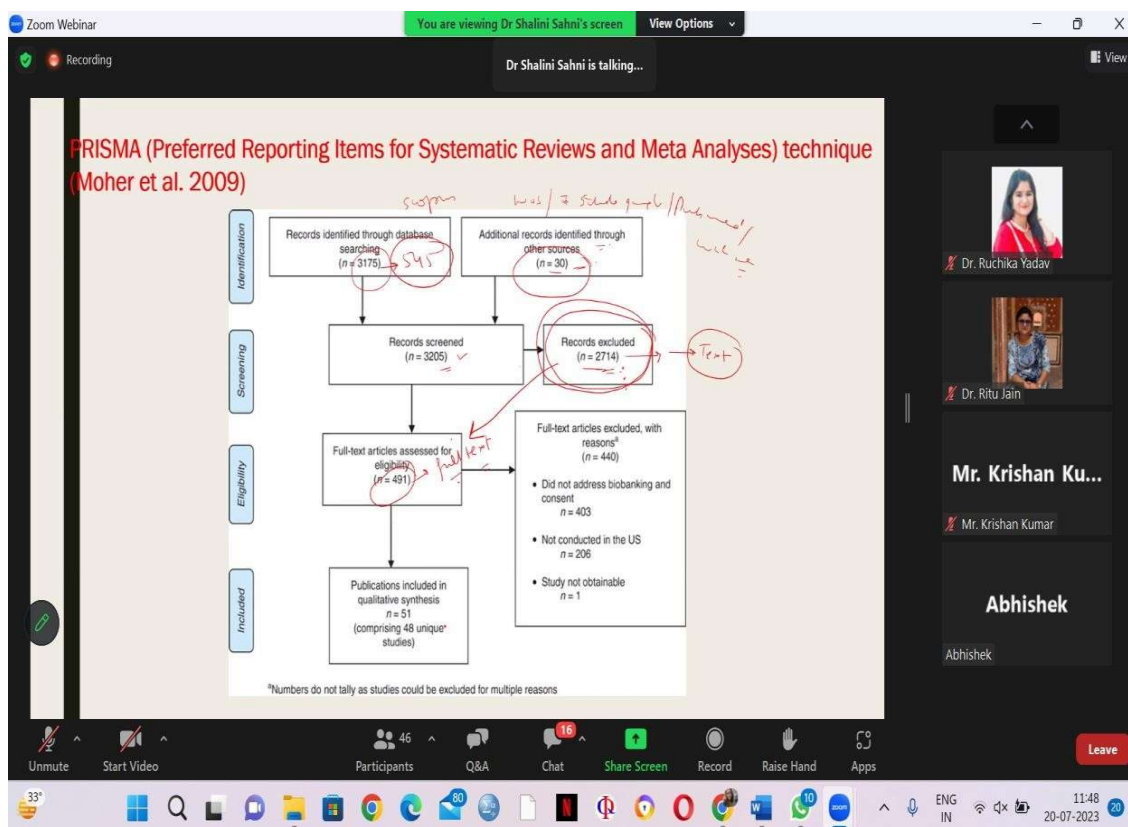 Zoom Webinar
You are viewing Dr Shalini Sahni's screen
View Options
Recording
Dr Shalini Sahni is talking...
View
PRISMA (Preferred Reporting Items for Systematic Reviews and Meta Analyses) technique
(Moher et al. 2009)
scopus
WOS /
Identification
Records identified through database
searching
(n = 3175)
545
Additional records identified through
other sources
(n = 30)
Screening
Records screened
(n = 3205)
Records excluded
(n = 2714)
Text
Eligibility
Full-text articles assessed for
eligibility
(n = 491)
full text
Full-text articles excluded, with
reasonsᵃ
(n = 440)
• Did not address biobanking and
consent
n = 403
• Not conducted in the US
n = 206
• Study not obtainable
n = 1
Included
Publications included in
qualitative synthesis
n = 51
(comprising 48 unique
studies)
ᵃNumbers do not tally as studies could be excluded for multiple reasons
Dr. Ruchika Yadav
Dr. Ritu Jain
Mr. Krishan Ku...
Mr. Krishan Kumar
Abhishek
Abhishek
Unmute
Start Video
46
Participants
Q&A
16
Chat
Share Screen
Record
Raise Hand
Apps
Leave
33°
80
10
ENG
IN
11:48
20-07-2023
20